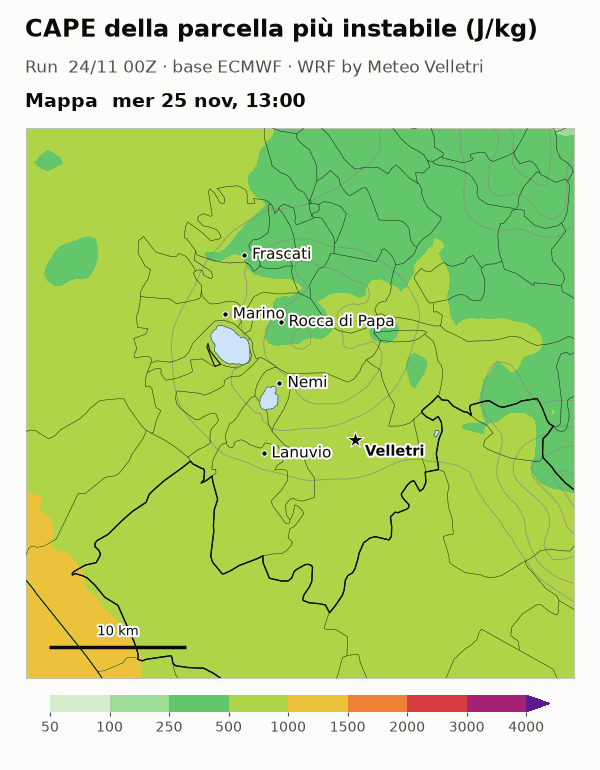 CAPE della parcella più instabile (J/kg)
Run  24/11 00Z · base ECMWF · WRF by Meteo Velletri
Mappa  mer 25 nov, 13:00
Frascati
Marino
Rocca di Papa
Nemi
Velletri
Lanuvio
10 km
50 100 250 500 1000 1500 2000 3000 4000